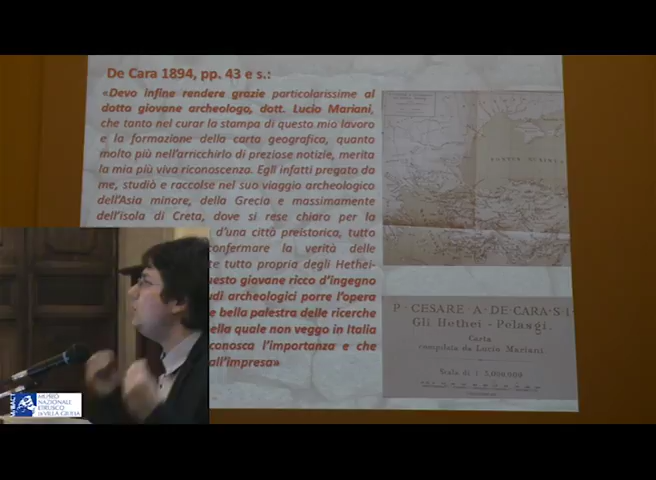 De Cara 1894, pp. 43 e s.:
«Devo infine rendere grazie particolarissime al
dotto giovane archeologo, dott. Lucio Mariani,
che tanto nel curar la stampa di questo mio lavoro
e la formazione della carta geografica, quanto
molto più nell'arricchirlo di preziose notizie, merita
la mia più viva riconoscenza. Egli infatti pregato da
me, studiò e raccolse nel suo viaggio archeologico
dell'Asia minore, della Grecia e massimamente
dell'isola di Creta, dove si rese chiaro per la
d'una città preistorica, tutto
confermare la verità delle
te tutto propria degli Hethei-
uesto giovane ricco d'ingegno
udi archeologici porre l'opera
e bella palestra delle ricerche
ella quale non veggo in Italia
conosca l'importanza e che
all'impresa»
P. CESARE A. DE CARA S. I.
Gli Hethei - Pelasgi.
Carta
compilata da Lucio Mariani
Scala di 1:
MUSEO
NAZIONALE
ETRUSCO
DI VILLA GIULIA